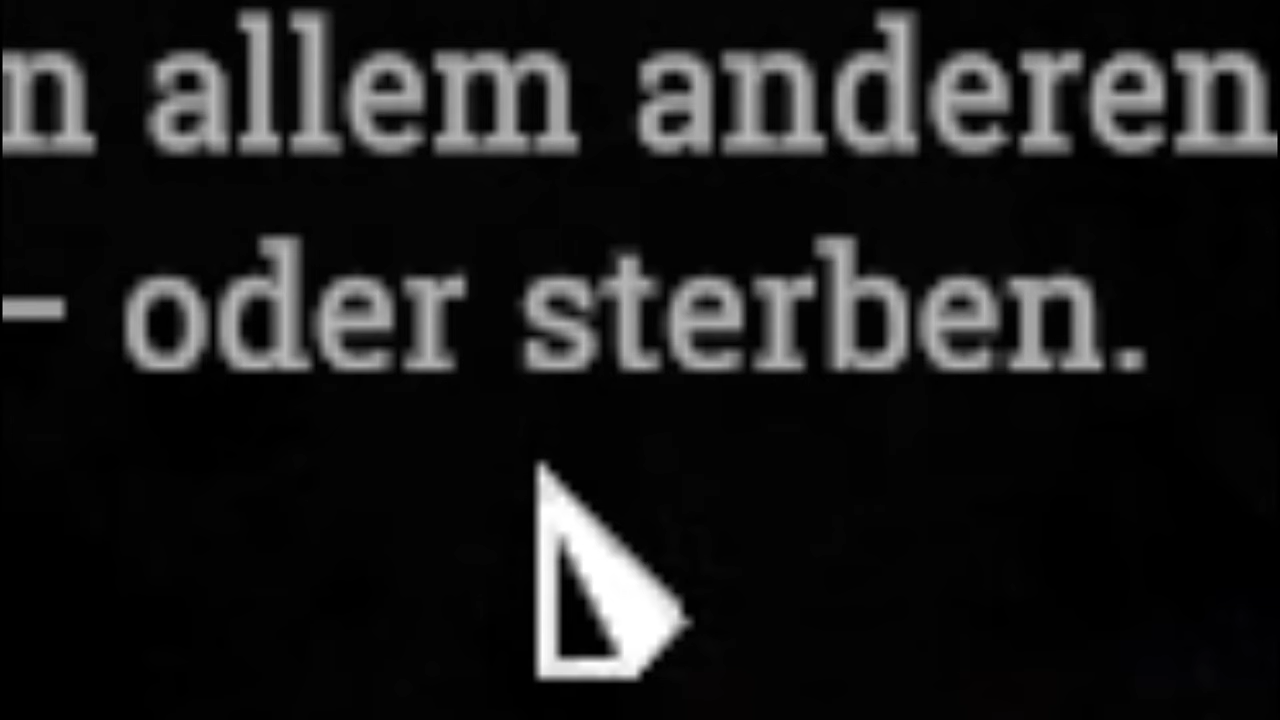 n allem anderen
– oder sterben.